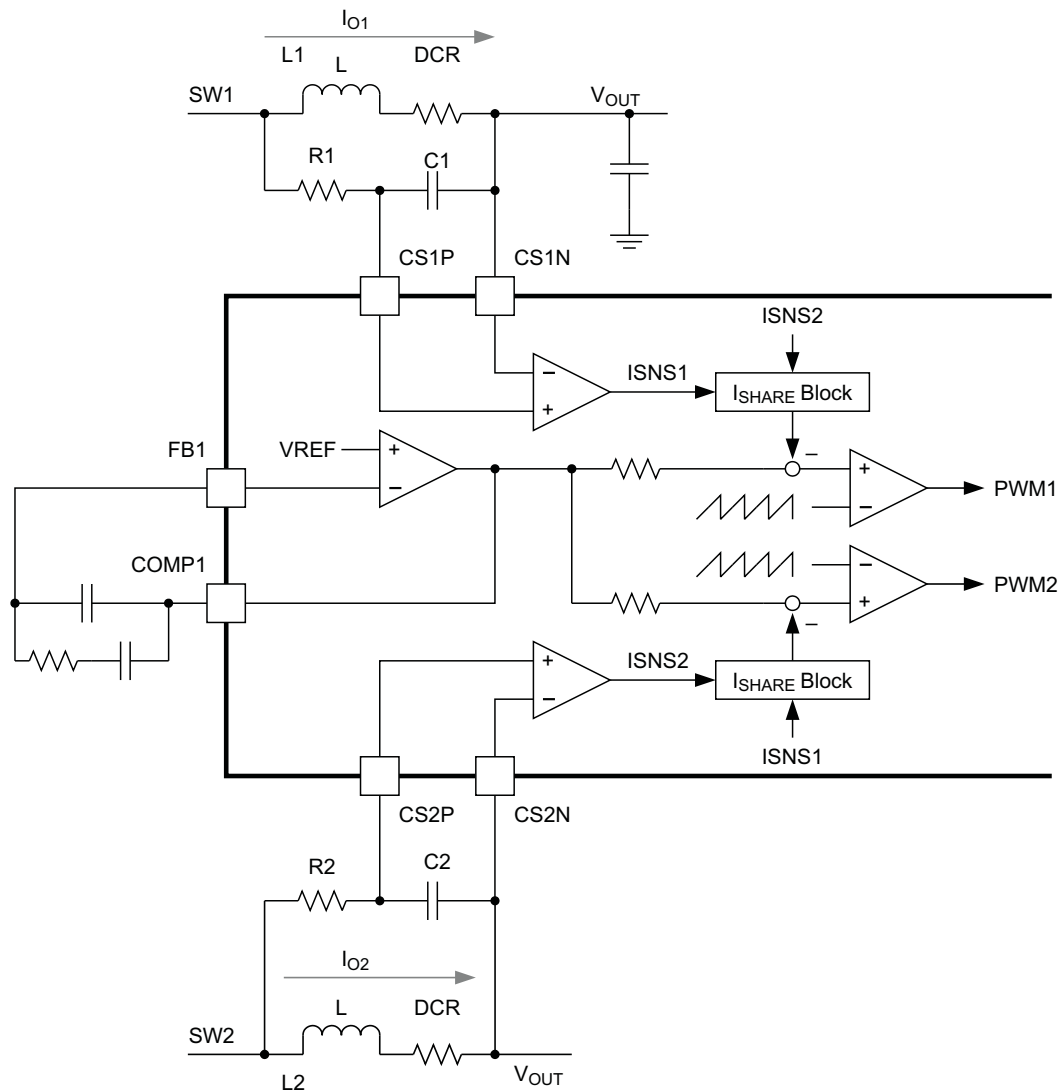 IO1
L1
L
DCR
SW1
VOUT
R1
C1
CS1P
CS1N
ISNS2
ISNS1
ISHARE Block
FB1
VREF
+
−
−
+
+
−
−
PWM1
COMP1
−
+
−
PWM2
+
−
ISNS2
ISHARE Block
ISNS1
CS2P
CS2N
R2
C2
IO2
L
DCR
SW2
L2
VOUT